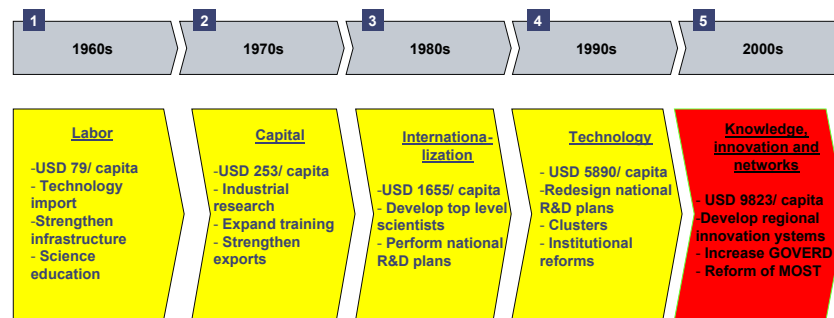 1
1960s
2
1970s
3
1980s
4
1990s
5
2000s
Labor
-USD 79/ capita
- Technology
import
-Strengthen
infrastructure
- Science
education
Capital
-USD 253/ capita
- Industrial
research
- Expand training
- Strengthen
exports
Internationa-
lization
-USD 1655/ capita
- Develop top level
scientists
- Perform national
R&D plans
Technology
- USD 5890/ capita
-Redesign national
R&D plans
- Clusters
- Institutional
reforms
Knowledge,
innovation and
networks
- USD 9823/ capita
-Develop regional
innovation ystems
- Increase GOVERD
- Reform of MOST